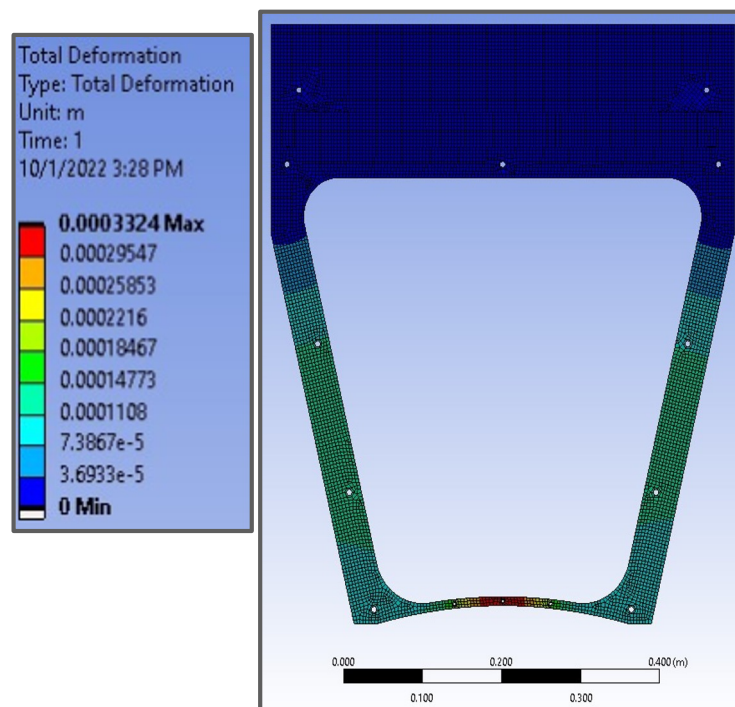 Total Deformation
Type: Total Deformation
Unit: m
Time: 1
10/1/2022 3:28 PM
0.0003324 Max
0.00029547
0.00025853
0.0002216
0.00018467
0.00014773
0.0001108
7.3867e-5
3.6933e-5
0 Min
0.000 0.200 0.400 (m)
0.100 0.300